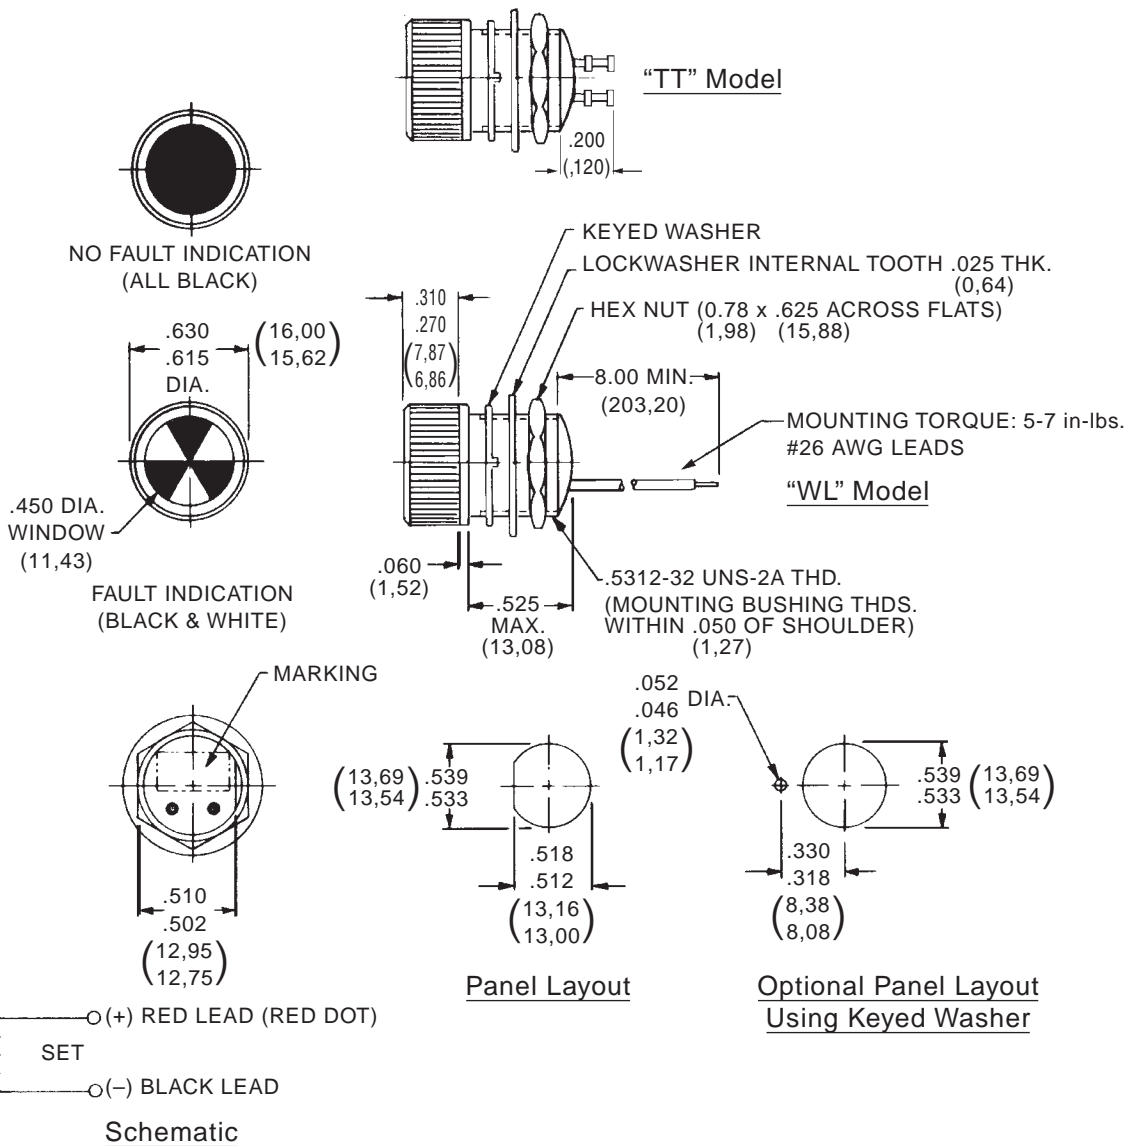 “TT” Model
.200
(,120)
NO FAULT INDICATION
(ALL BLACK)
KEYED WASHER
LOCKWASHER INTERNAL TOOTH .025 THK.
(0,64)
HEX NUT (0.78 x .625 ACROSS FLATS)
(1,98) (15,88)
.310
.270
(7,87
6,86)
.630
.615
DIA.
(16,00
15,62)
8.00 MIN.
(203,20)
MOUNTING TORQUE: 5-7 in-lbs.
#26 AWG LEADS
“WL” Model
.450 DIA.
WINDOW
(11,43)
FAULT INDICATION
(BLACK & WHITE)
.060
(1,52)
.525
MAX.
(13,08)
.5312-32 UNS-2A THD.
(MOUNTING BUSHING THDS.
WITHIN .050 OF SHOULDER)
(1,27)
MARKING
.510
.502
(12,95
12,75)
(13,69
13,54)
.539
.533
.518
.512
(13,16
13,00)
Panel Layout
.052
.046
DIA.
(1,32
1,17)
.539
.533
(13,69
13,54)
.330
.318
(8,38
8,08)
Optional Panel Layout
Using Keyed Washer
(+) RED LEAD (RED DOT)
SET
(–) BLACK LEAD
Schematic